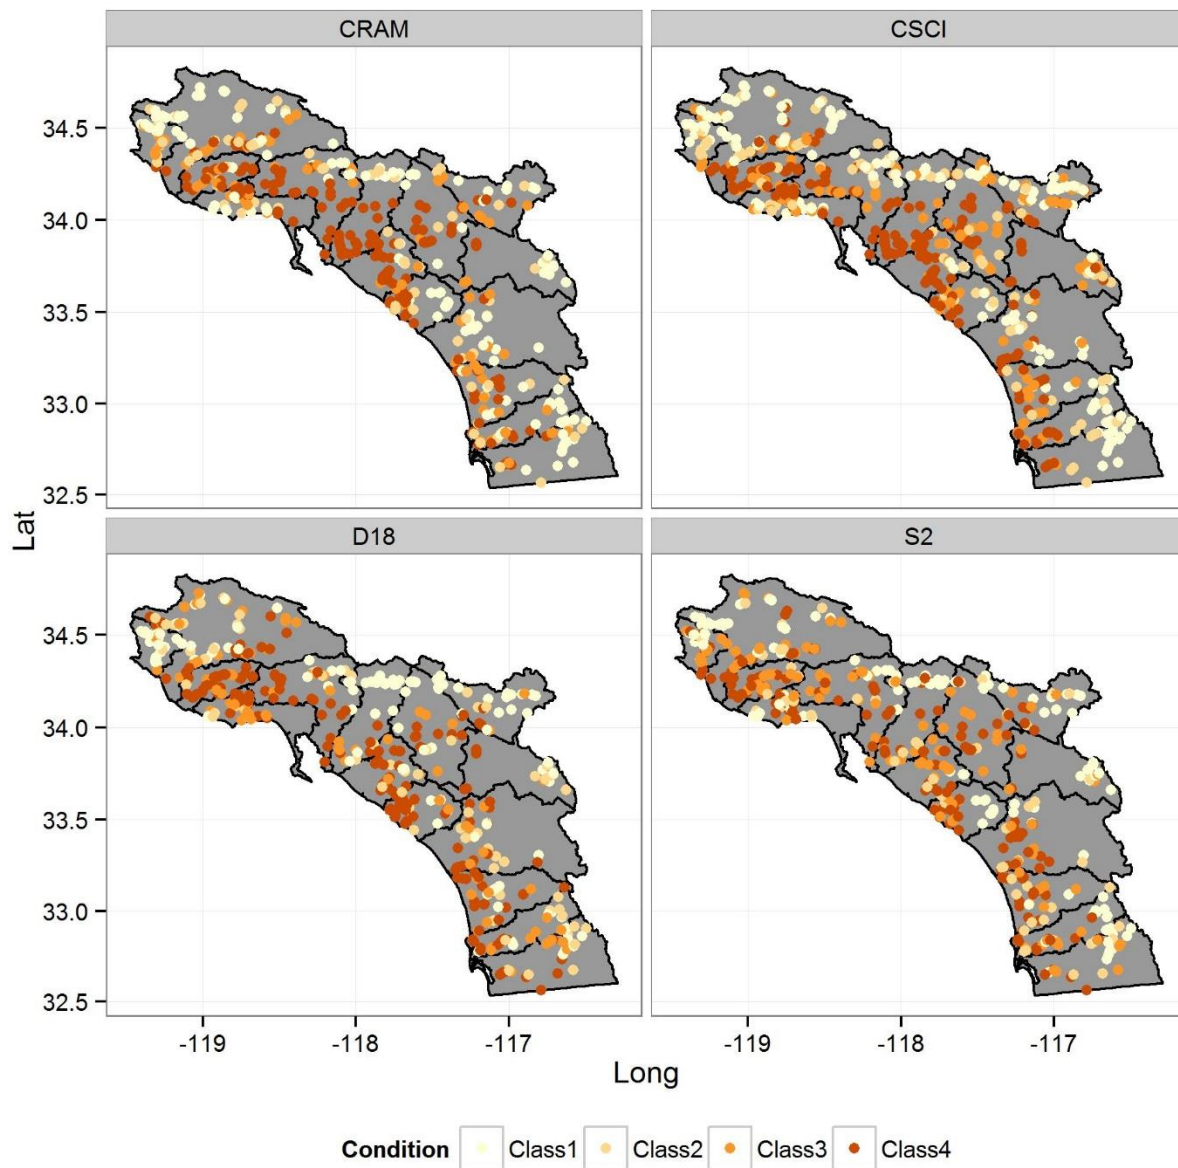 CRAM CSCI
34.5
34.0
33.5
33.0
32.5
D18 S2
34.5
34.0
33.5
33.0
32.5
Lat
-119 -118 -117 -119 -118 -117
Long
Condition Class1 Class2 Class3 Class4